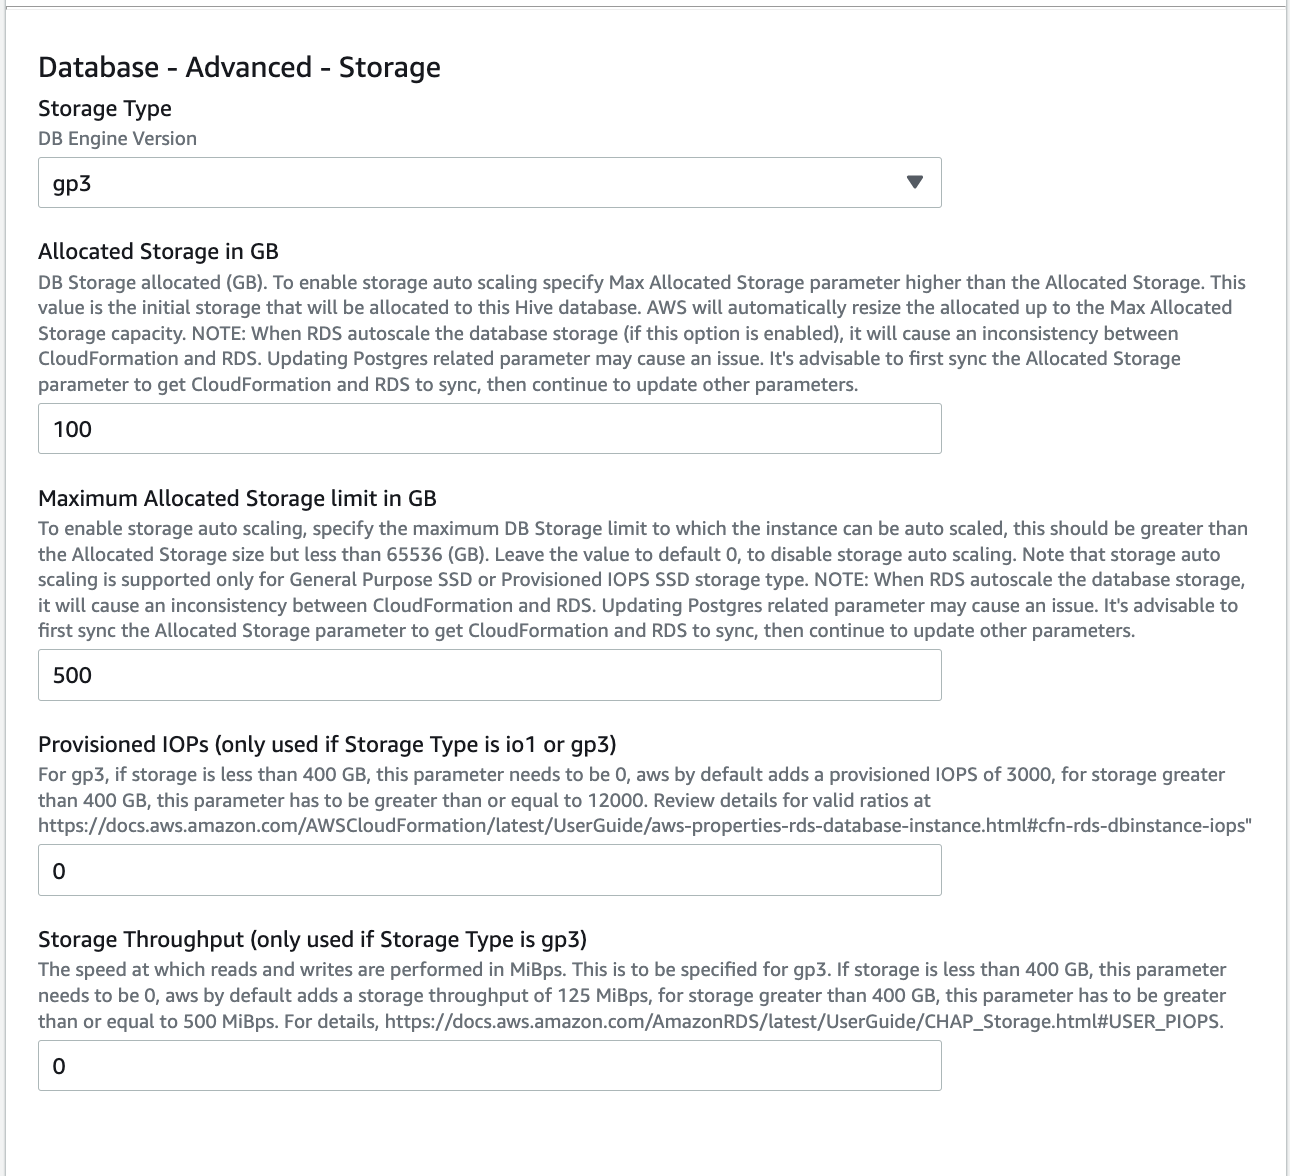 Database - Advanced - Storage
Storage Type
DB Engine Version
gp3
Allocated Storage in GB
DB Storage allocated (GB). To enable storage auto scaling specify Max Allocated Storage parameter higher than the Allocated Storage. This
value is the initial storage that will be allocated to this Hive database. AWS will automatically resize the allocated up to the Max Allocated
Storage capacity. NOTE: When RDS autoscale the database storage (if this option is enabled), it will cause an inconsistency between
CloudFormation and RDS. Updating Postgres related parameter may cause an issue. It's advisable to first sync the Allocated Storage
parameter to get CloudFormation and RDS to sync, then continue to update other parameters.
100
Maximum Allocated Storage limit in GB
To enable storage auto scaling, specify the maximum DB Storage limit to which the instance can be auto scaled, this should be greater than
the Allocated Storage size but less than 65536 (GB). Leave the value to default 0, to disable storage auto scaling. Note that storage auto
scaling is supported only for General Purpose SSD or Provisioned IOPS SSD storage type. NOTE: When RDS autoscale the database storage,
it will cause an inconsistency between CloudFormation and RDS. Updating Postgres related parameter may cause an issue. It's advisable to
first sync the Allocated Storage parameter to get CloudFormation and RDS to sync, then continue to update other parameters.
500
Provisioned IOPs (only used if Storage Type is io1 or gp3)
For gp3, if storage is less than 400 GB, this parameter needs to be 0, aws by default adds a provisioned IOPS of 3000, for storage greater
than 400 GB, this parameter has to be greater than or equal to 12000. Review details for valid ratios at
https://docs.aws.amazon.com/AWSCloudFormation/latest/UserGuide/aws-properties-rds-database-instance.html#cfn-rds-dbinstance-iops"
0
Storage Throughput (only used if Storage Type is gp3)
The speed at which reads and writes are performed in MiBps. This is to be specified for gp3. If storage is less than 400 GB, this parameter
needs to be 0, aws by default adds a storage throughput of 125 MiBps, for storage greater than 400 GB, this parameter has to be greater
than or equal to 500 MiBps. For details, https://docs.aws.amazon.com/AmazonRDS/latest/UserGuide/CHAP_Storage.html#USER_PIOPS.
0